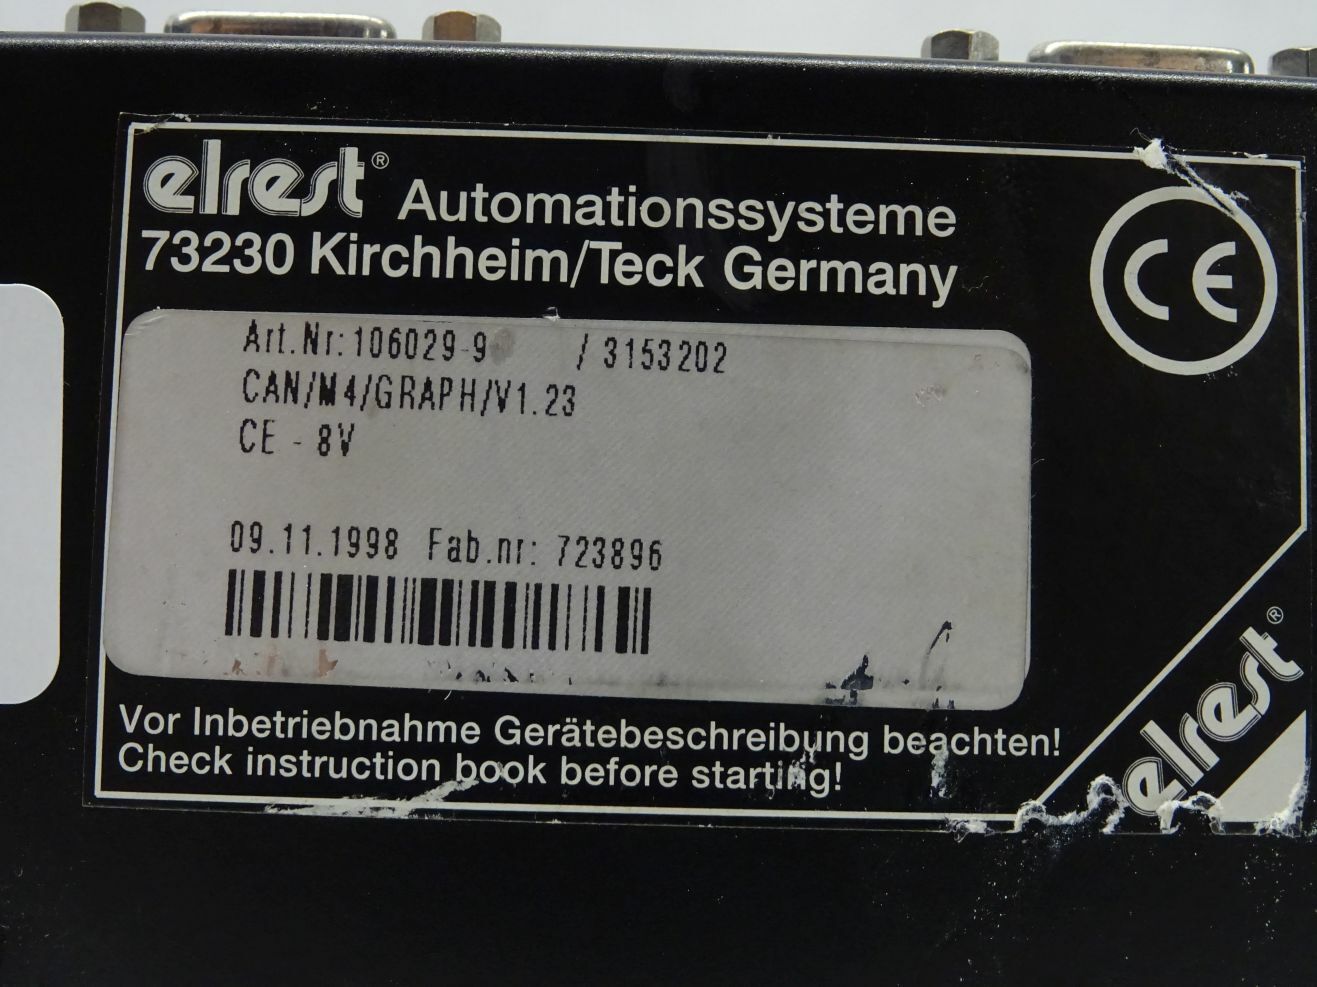 elrest® Automationssysteme
73230 Kirchheim/Teck Germany
CE
Art.Nr:106029-9 / 3153202
CAN/M4/GRAPH/V1.23
CE - 8V
09.11.1998 Fab.nr: 723896
Vor Inbetriebnahme Gerätebeschreibung beachten!
Check instruction book before starting!
elrest®